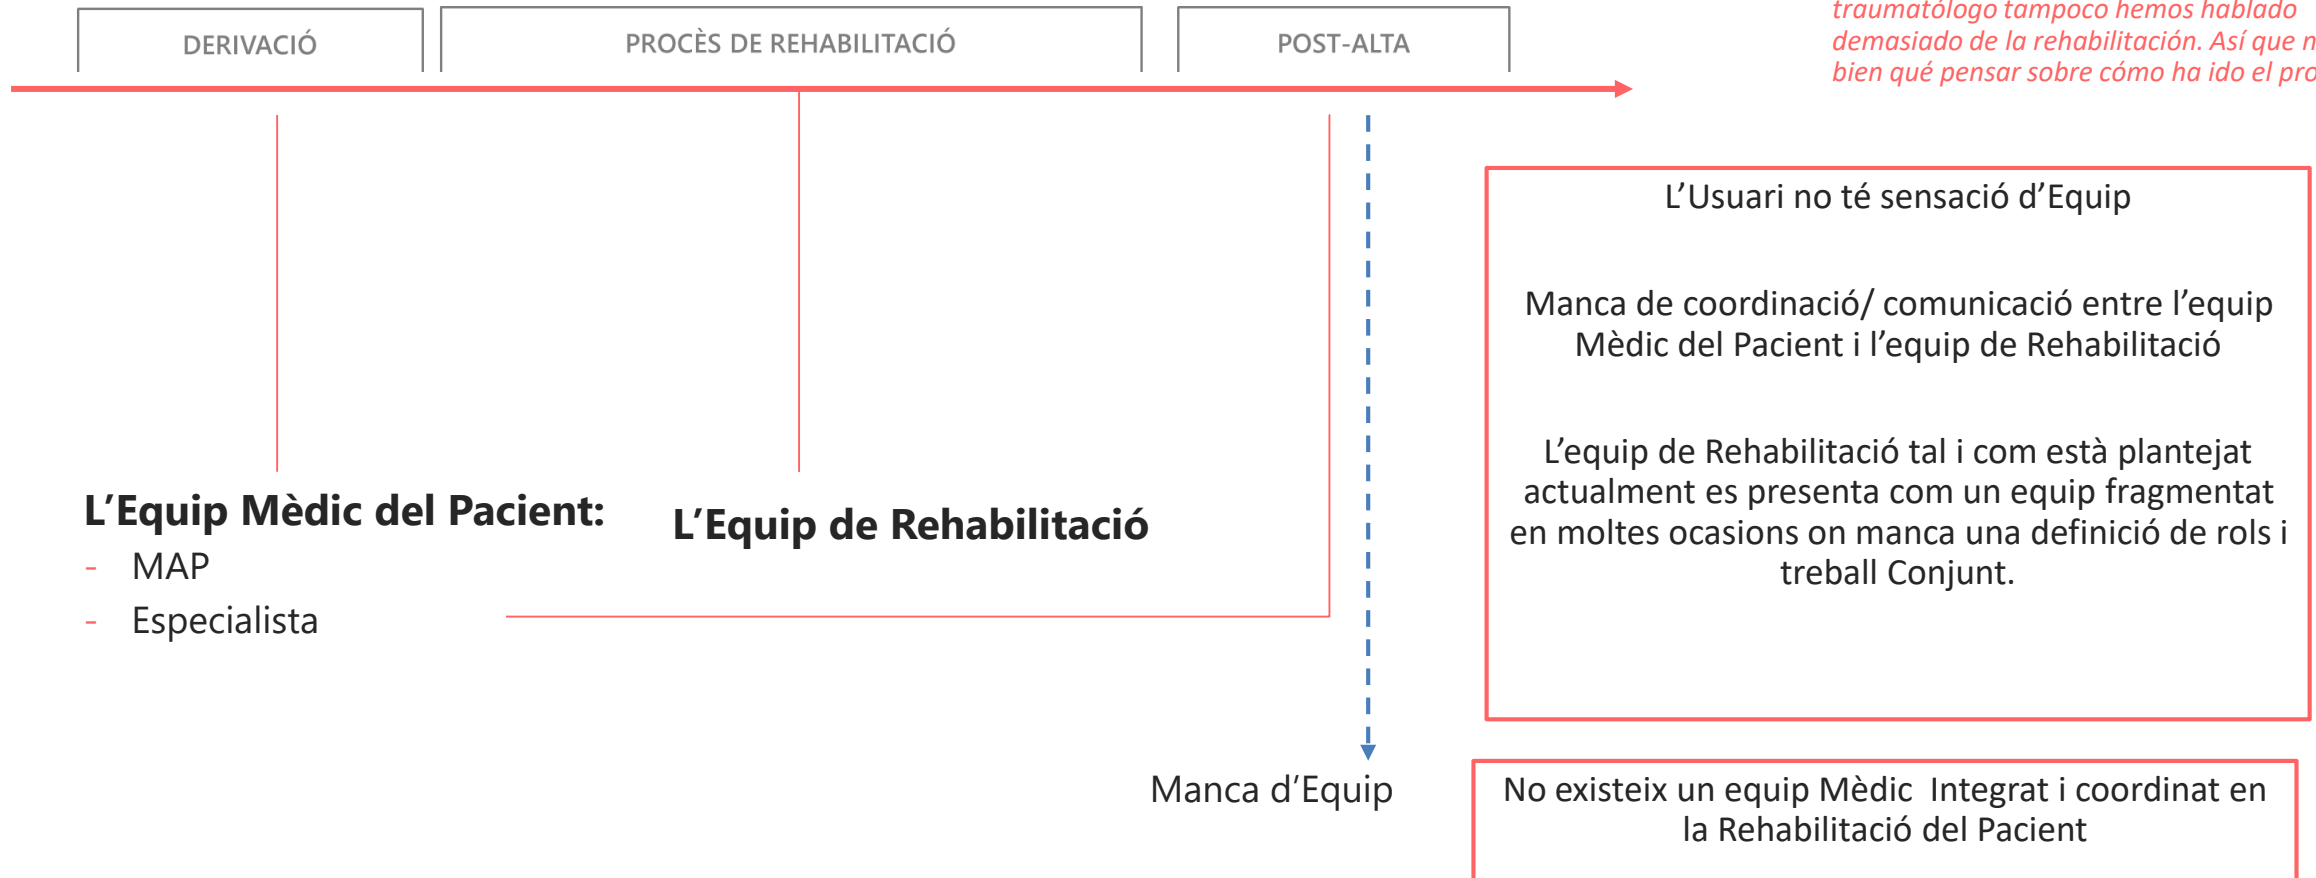 traumatólogo tampoco hemos hablado
demasiado de la rehabilitación. Así que
bien qué pensar sobre cómo ha ido el
DERIVACIÓ
PROCÈS DE REHABILITACIÓ
POST-ALTA
L’Equip Mèdic del Pacient:
- MAP
- Especialista
L’Equip de Rehabilitació
Manca d’Equip
L’Usuari no té sensació d’Equip
Manca de coordinació/ comunicació entre l’equip
Mèdic del Pacient i l’equip de Rehabilitació
L’equip de Rehabilitació tal i com està plantejat
actualment es presenta com un equip fragmentat
en moltes ocasions on manca una definició de rols i
treball Conjunt.
No existeix un equip Mèdic Integrat i coordinat en
la Rehabilitació del Pacient